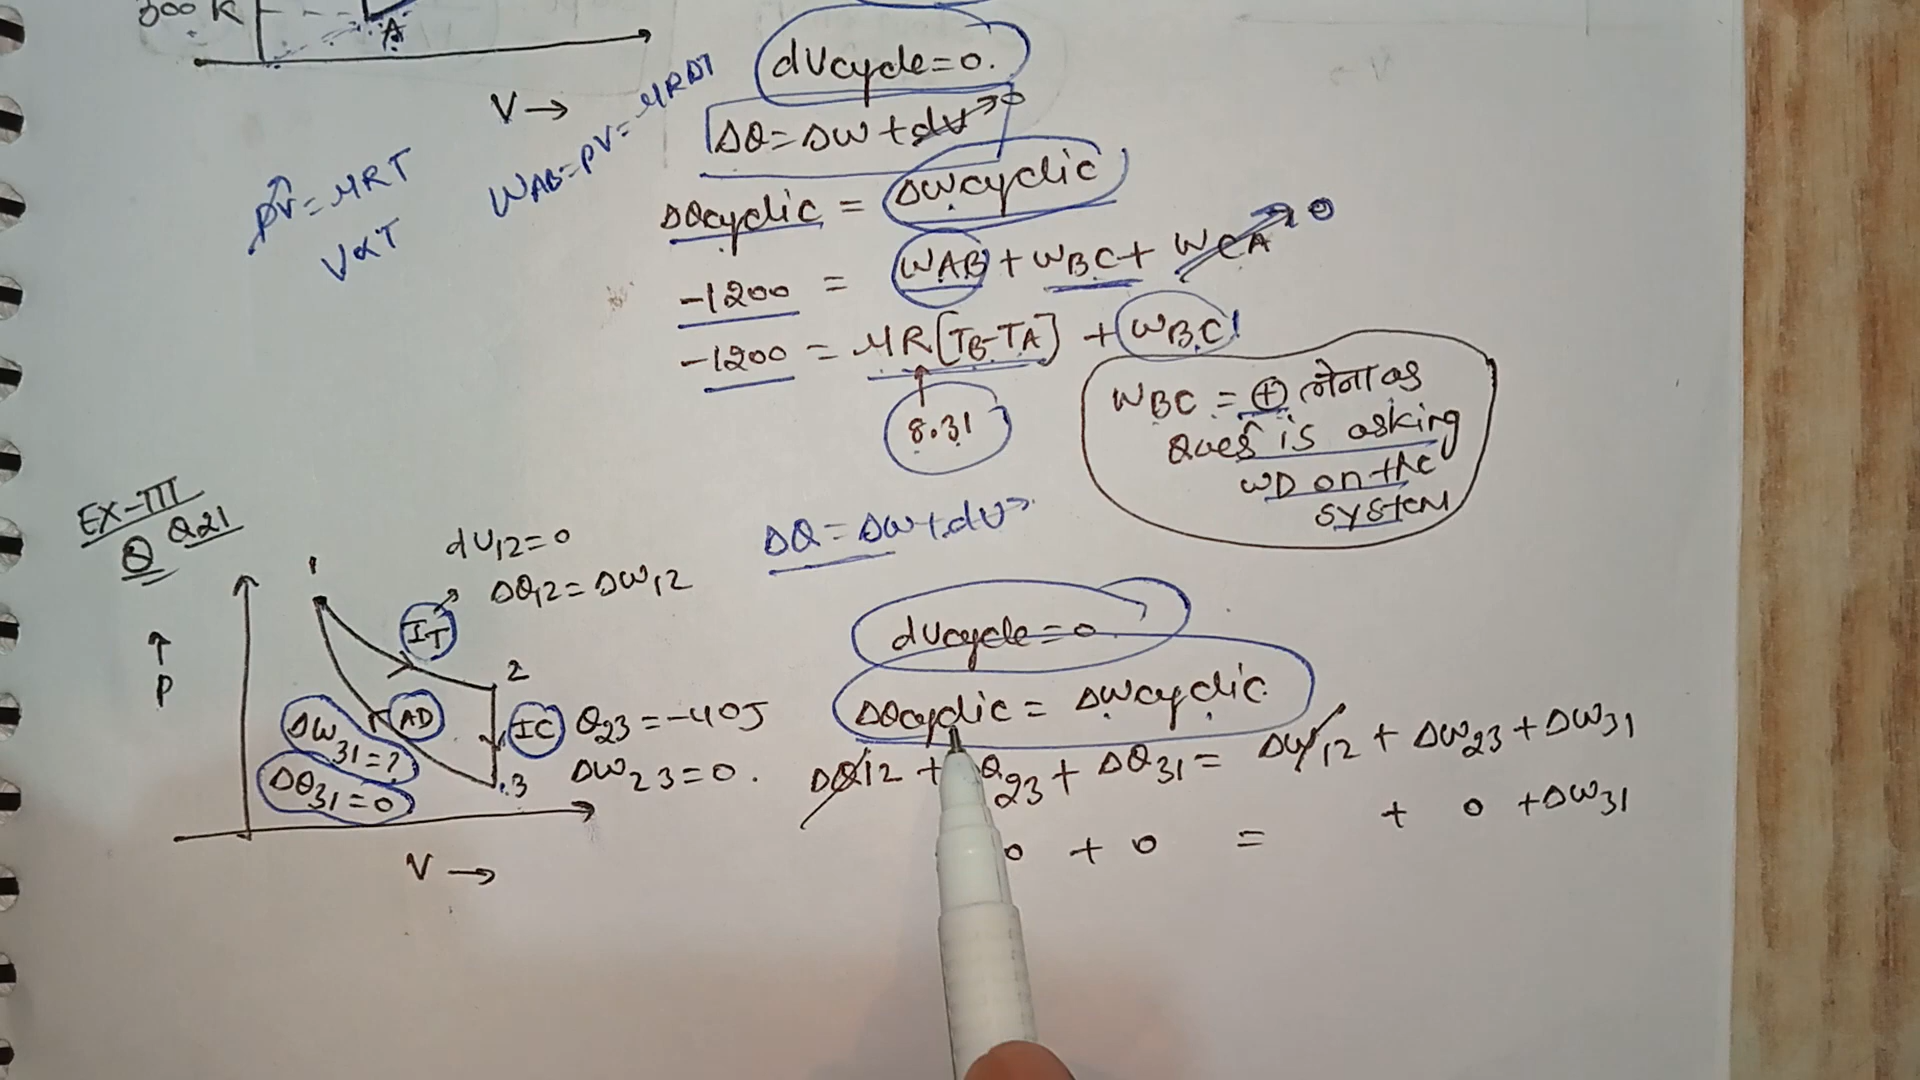 300 K
A
V →
PV = μRT
V∝T
WAB = PV = μRΔT
dUcycle = 0.
ΔQ = ΔW + dU → 0
ΔQcyclic = ΔWcyclic
-1200 = WAB + WBC + WCA → 0
-1200 = μR[TB-TA] + WBC
8.31
WBC = ⊕ लेना as
Ques is asking
WD on the
system
EX-III
Q Q21
dU12 = 0
ΔQ12 = ΔW12
ΔQ = ΔW + dU
1
↑
P
IT
2
AD
IC
Q23 = -40J
ΔW31 = ?
ΔQ31 = 0
3
ΔW23 = 0.
V →
dUcycle = 0
ΔQcyclic = ΔWcyclic
ΔQ12 + Q23 + ΔQ31 = ΔW12 + ΔW23 + ΔW31
0 + 0 = + 0 + ΔW31